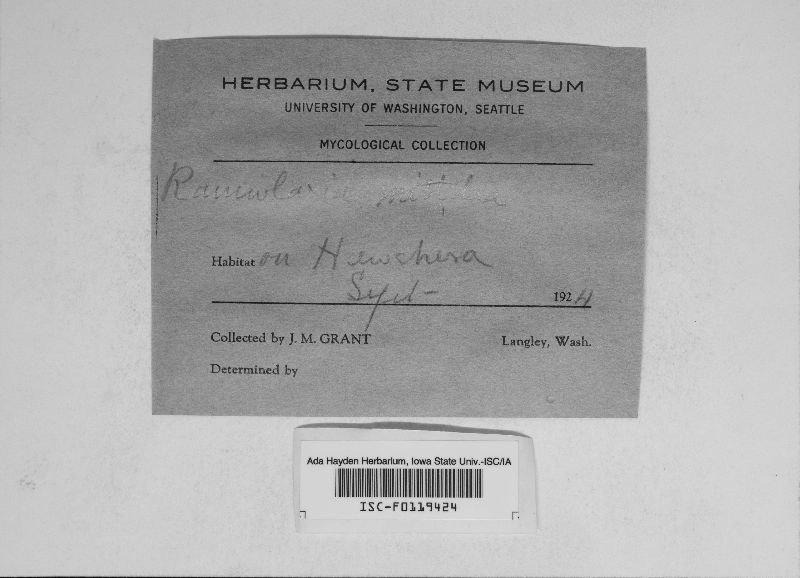 HERBARIUM, STATE MUSEUM
UNIVERSITY OF WASHINGTON, SEATTLE
MYCOLOGICAL COLLECTION
Ramularia mitella
Habitat on Heuchera
Sept- 1924
Collected by J. M. GRANT Langley, Wash.
Determined by
Ada Hayden Herbarium, Iowa State Univ.-ISC/IA
ISC-F0119424